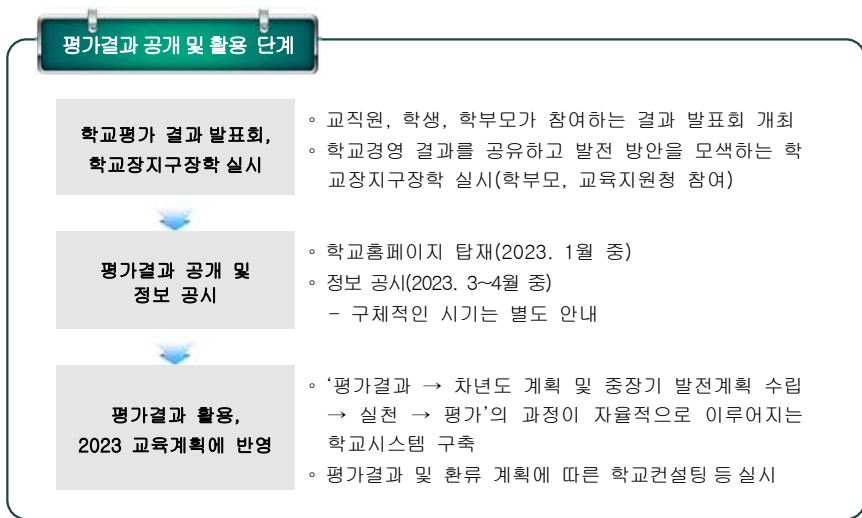 평가결과 공개 및 활용 단계
학교평가 결과 발표회,
학교장지구장학 실시
◦ 교직원, 학생, 학부모가 참여하는 결과 발표회 개최
◦ 학교경영 결과를 공유하고 발전 방안을 모색하는 학
교장지구장학 실시(학부모, 교육지원청 참여)
평가결과 공개 및
정보 공시
◦ 학교홈페이지 탑재(2023. 1월 중)
◦ 정보 공시(2023. 3~4월 중)
- 구체적인 시기는 별도 안내
평가결과 활용,
2023 교육계획에 반영
◦ ‘평가결과 → 차년도 계획 및 중장기 발전계획 수립
→ 실천 → 평가’의 과정이 자율적으로 이루어지는
학교시스템 구축
◦ 평가결과 및 환류 계획에 따른 학교컨설팅 등 실시